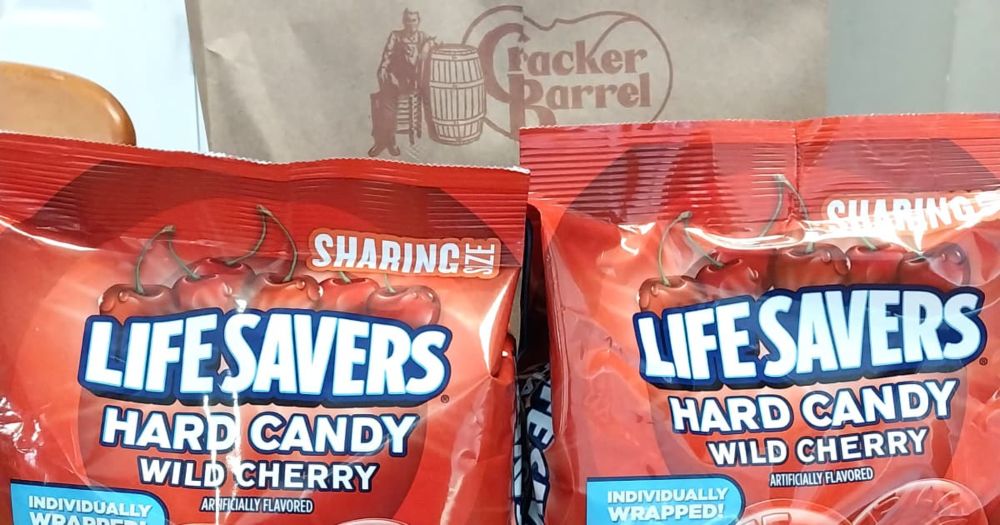 Cracker
Barrel
SHARING SIZE
LIFE SAVERS
HARD CANDY
WILD CHERRY
ARTIFICIALLY FLAVORED
INDIVIDUALLY
WRAPPED!
SHARING
LIFE SAVERS
HARD CANDY
WILD CHERRY
ARTIFICIALLY FLAVORED
INDIVIDUALLY
WRAPPED!